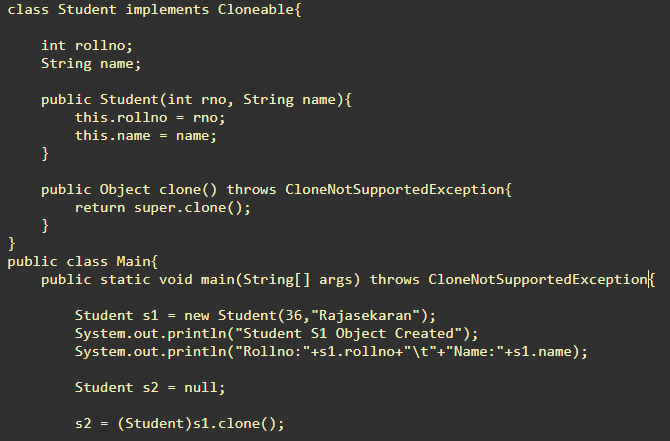 class Student implements Cloneable{
int rollno;
String name;
public Student(int rno, String name){
this.rollno = rno;
this.name = name;
}
public Object clone() throws CloneNotSupportedException{
return super.clone();
}
}
public class Main{
public static void main(String[] args) throws CloneNotSupportedException{
Student s1 = new Student(36,"Rajasekaran");
System.out.println("Student S1 Object Created");
System.out.println("Rollno:"+s1.rollno+"\t"+"Name:"+s1.name);
Student s2 = null;
s2 = (Student)s1.clone();